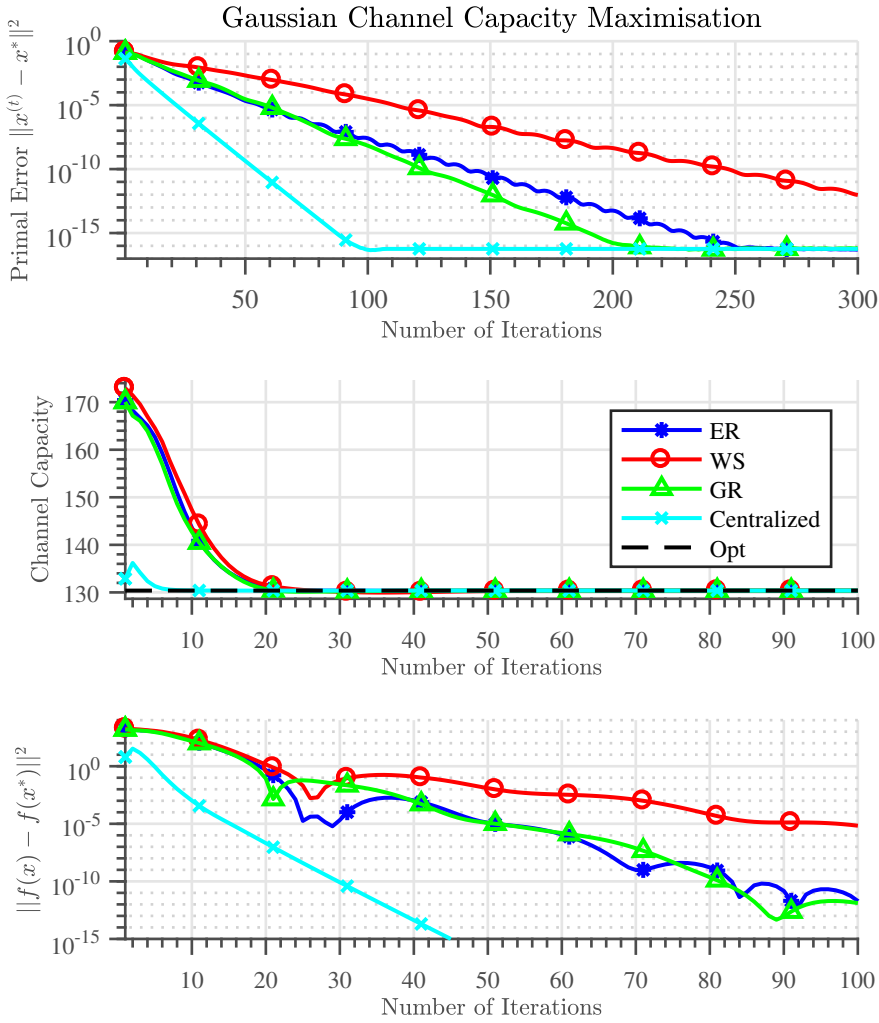 Gaussian Channel Capacity Maximisation
Primal Error ||x^(t) − x*||²
10^0
10^-5
10^-10
10^-15
50 100 150 200 250 300
Number of Iterations
Channel Capacity
170
160
150
140
130
ER
WS
GR
Centralized
Opt
10 20 30 40 50 60 70 80 90 100
Number of Iterations
||f(x) − f(x*)||²
10^0
10^-5
10^-10
10^-15
10 20 30 40 50 60 70 80 90 100
Number of Iterations